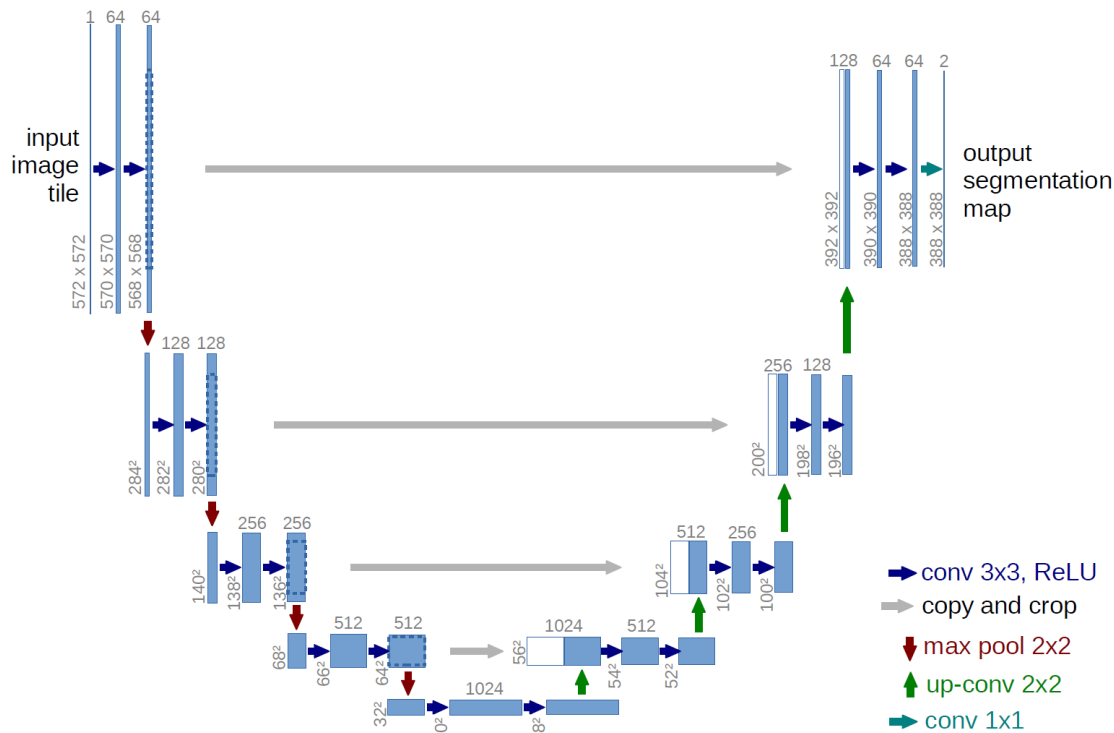 1 64 64
input
image
tile
572 x 572
570 x 570
568 x 568
128 64 64 2
output
segmentation
map
392 x 392
390 x 390
388 x 388
388 x 388
128 128
284²
282²
280²
256 128
200²
198²
196²
256 256
140²
138²
136²
512 256
104²
102²
100²
512 512
68²
66²
64²
1024 512
56²
54²
52²
1024
32²
0²
8²
conv 3x3, ReLU
copy and crop
max pool 2x2
up-conv 2x2
conv 1x1